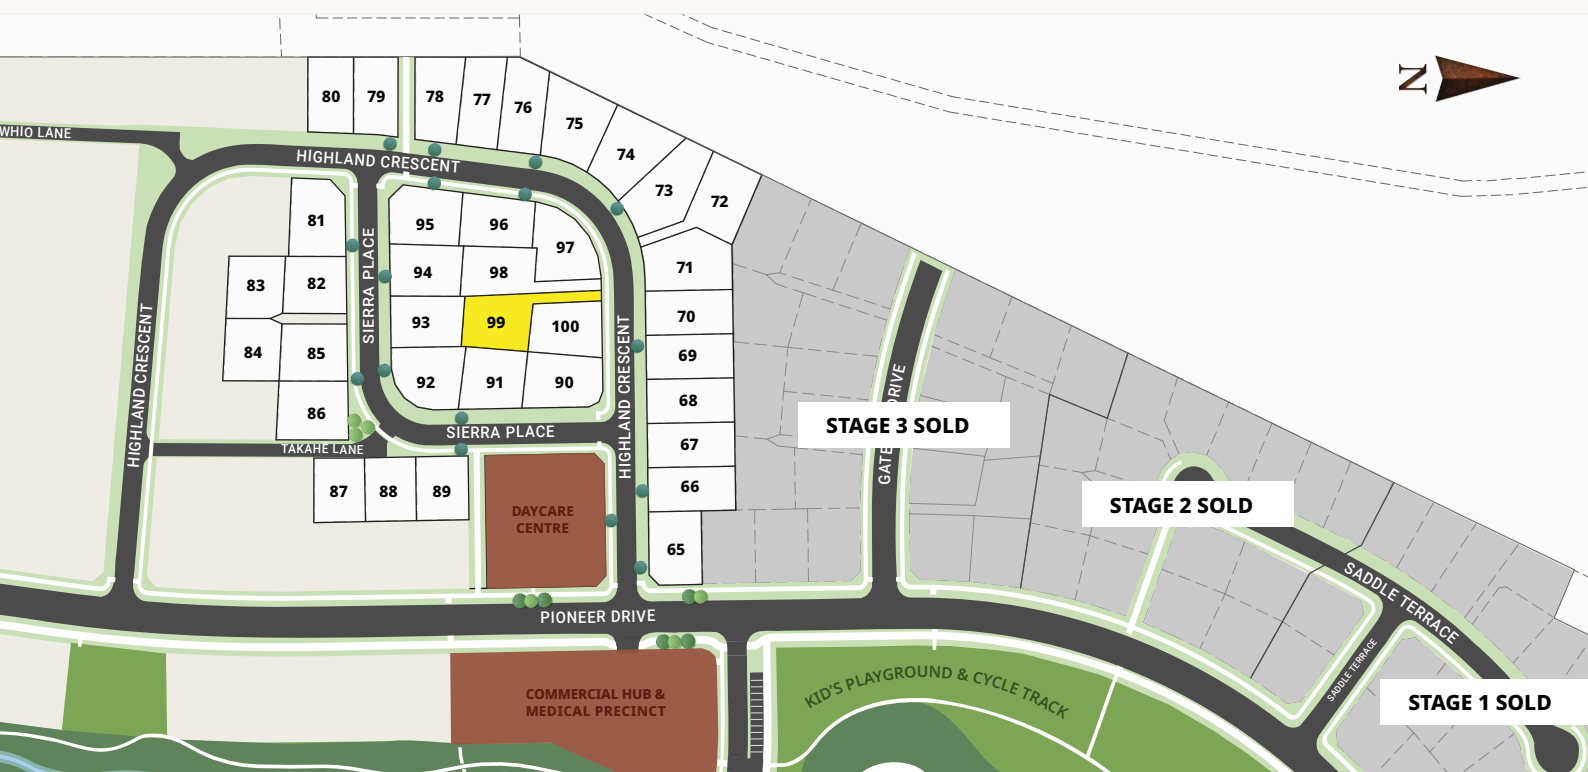 N
80
79
78
77
76
75
74
73
72
WHIO LANE
HIGHLAND CRESCENT
81
95
96
97
71
83
82
SIERRA PLACE
94
98
70
HIGHLAND CRESCENT
84
85
93
99
100
HIGHLAND CRESCENT
69
86
92
91
90
68
TAKAHE LANE
SIERRA PLACE
67
87
88
89
66
DAYCARE
CENTRE
65
PIONEER DRIVE
GATE DRIVE
STAGE 3 SOLD
STAGE 2 SOLD
SADDLE TERRACE
SADDLE TERRACE
STAGE 1 SOLD
COMMERCIAL HUB &
MEDICAL PRECINCT
KID'S PLAYGROUND & CYCLE TRACK